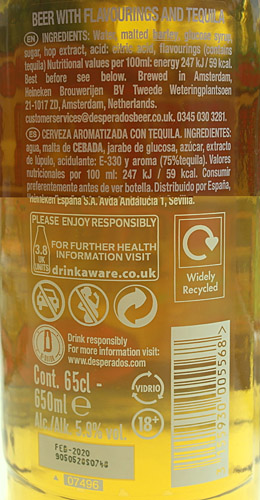 BEER WITH FLAVOURINGS AND TEQUILA
EN INGREDIENTS: Water, malted barley, glucose syrup,
sugar, hop extract, acid: citric acid, flavourings (contains
tequila) Nutritional values per 100ml: energy 247 kJ / 59 kcal.
Best before see below. Brewed in Amsterdam,
Heineken Brouwerijen BV Tweede Weteringplantsoen
21-1017 ZD, Amsterdam, Netherlands.
customerservices@desperadosbeer.co.uk. 0345 030 3281.
ES CERVEZA AROMATIZADA CON TEQUILA. INGREDIENTES:
agua, malta de CEBADA, jarabe de glucosa, azúcar, extracto
de lúpulo, acidulante: E-330 y aroma (75%tequila). Valores
nutricionales por 100 ml: 247 kJ / 59 kcal. Consumir
preferentemente antes de ver botella. Distribuido por España,
Heineken España S.A. Avda Andalucía 1, Sevilla.
PLEASE ENJOY RESPONSIBLY
3.8
UK
UNITS
FOR FURTHER HEALTH
INFORMATION VISIT
drinkaware.co.uk
Widely
Recycled
Drink responsibly
For more information visit:
www.desperados.com
Cont. 65cl -
650ml e
Alc./Alk. 5.9% vol.
VIDRIO
18+
FEB-2020
07496